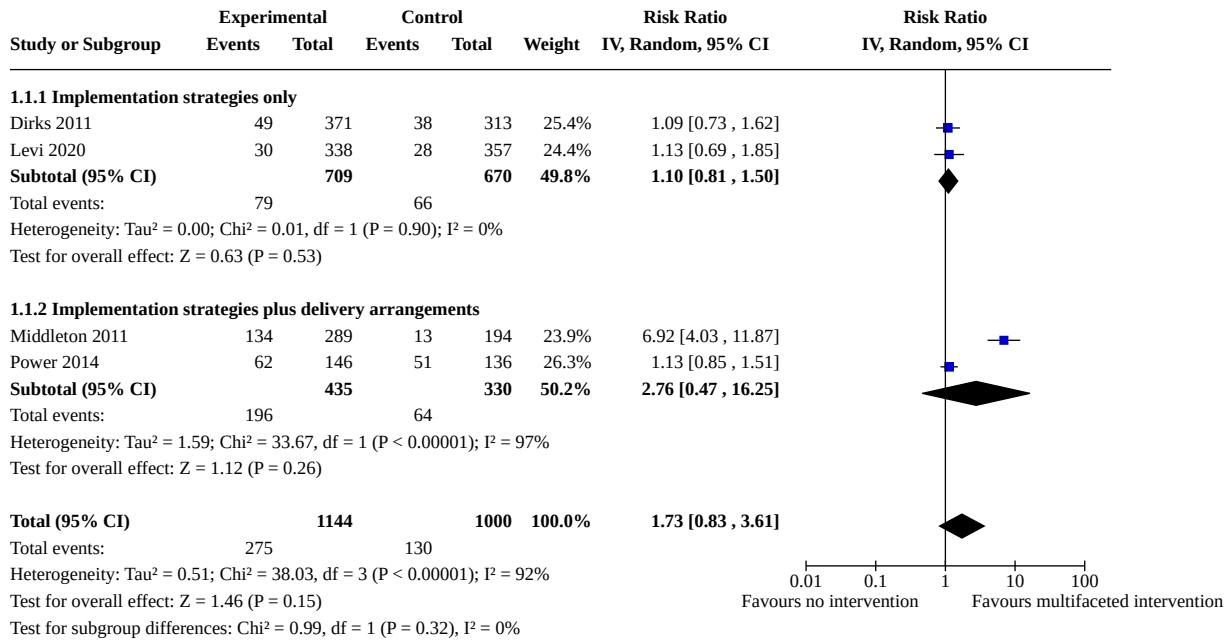 Experimental Control Risk Ratio Risk Ratio
Study or Subgroup Events Total Events Total Weight IV, Random, 95% CI IV, Random, 95% CI
1.1.1 Implementation strategies only
Dirks 2011 49 371 38 313 25.4% 1.09 [0.73 , 1.62]
Levi 2020 30 338 28 357 24.4% 1.13 [0.69 , 1.85]
Subtotal (95% CI) 709 670 49.8% 1.10 [0.81 , 1.50]
Total events: 79 66
Heterogeneity: Tau² = 0.00; Chi² = 0.01, df = 1 (P = 0.90); I² = 0%
Test for overall effect: Z = 0.63 (P = 0.53)
1.1.2 Implementation strategies plus delivery arrangements
Middleton 2011 134 289 13 194 23.9% 6.92 [4.03 , 11.87]
Power 2014 62 146 51 136 26.3% 1.13 [0.85 , 1.51]
Subtotal (95% CI) 435 330 50.2% 2.76 [0.47 , 16.25]
Total events: 196 64
Heterogeneity: Tau² = 1.59; Chi² = 33.67, df = 1 (P < 0.00001); I² = 97%
Test for overall effect: Z = 1.12 (P = 0.26)
Total (95% CI) 1144 1000 100.0% 1.73 [0.83 , 3.61]
Total events: 275 130
Heterogeneity: Tau² = 0.51; Chi² = 38.03, df = 3 (P < 0.00001); I² = 92%
0.01 0.1 1 10 100
Test for overall effect: Z = 1.46 (P = 0.15)
Favours no intervention Favours multifaceted intervention
Test for subgroup differences: Chi² = 0.99, df = 1 (P = 0.32), I² = 0%